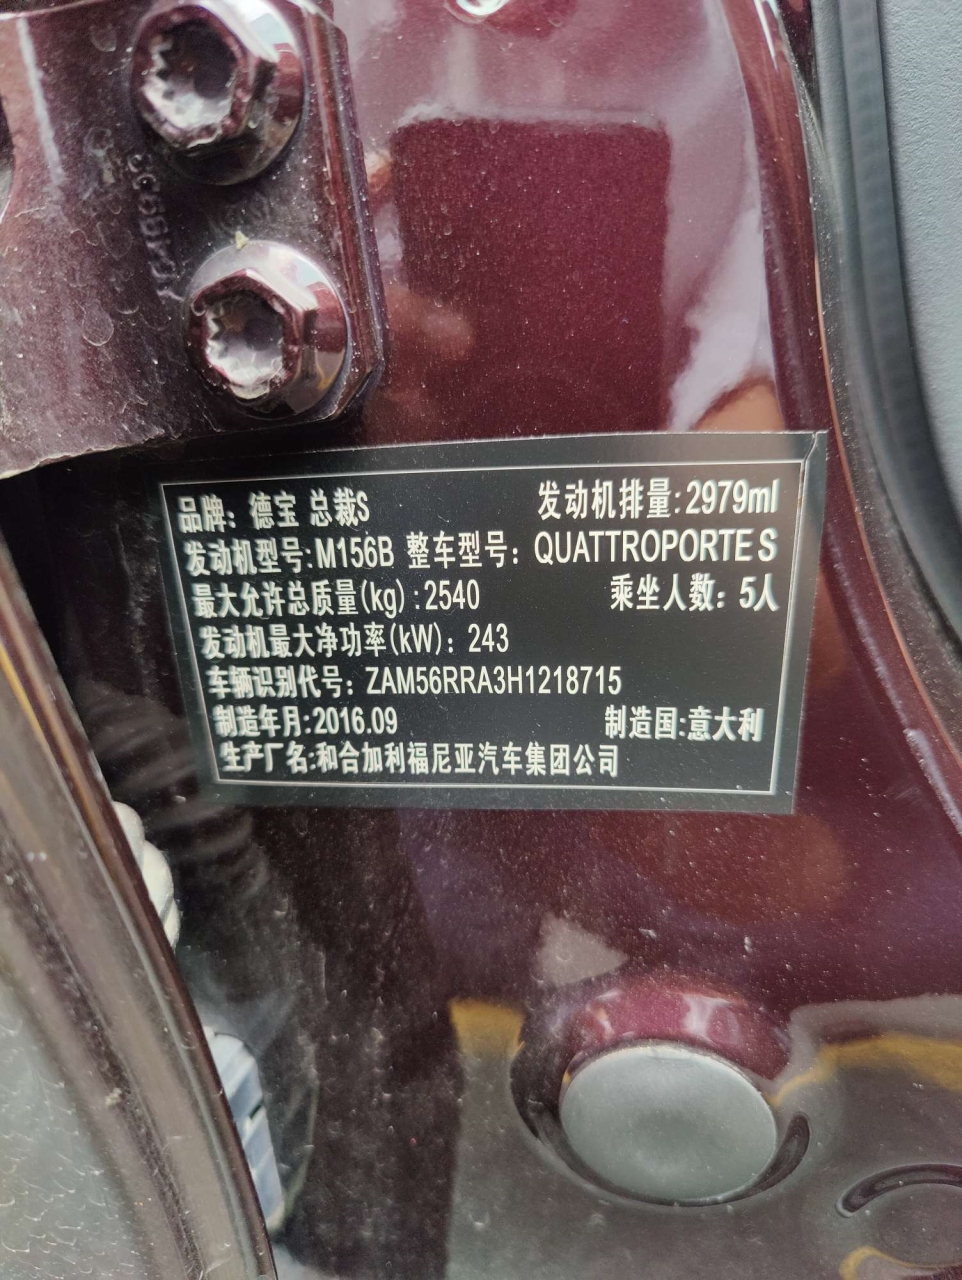 品牌: 德宝 总裁S 发动机排量:2979ml
发动机型号:M156B 整车型号: QUATTROPORTE S
最大允许总质量(kg):2540 乘坐人数: 5人
发动机最大净功率(kW): 243
车辆识别代号: ZAM56RRA3H1218715
制造年月:2016.09 制造国:意大利
生产厂名:和合加利福尼亚汽车集团公司